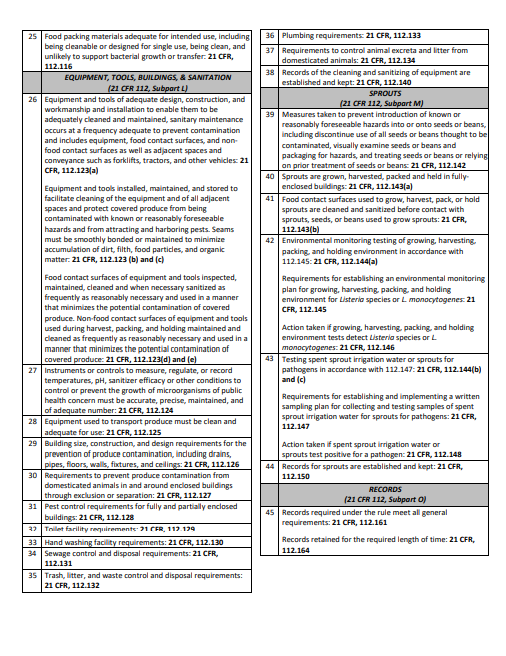 25 Food packing materials adequate for intended use, including
being cleanable or designed for single use, being clean, and
unlikely to support bacterial growth or transfer: 21 CFR,
112.116
EQUIPMENT, TOOLS, BUILDINGS, & SANITATION
(21 CFR 112, Subpart L)
26 Equipment and tools of adequate design, construction, and
workmanship and installation to enable them to be
adequately cleaned and maintained, sanitary maintenance
occurs at a frequency adequate to prevent contamination
and includes equipment, food contact surfaces, and non-
food contact surfaces as well as adjacent spaces and
conveyance such as forklifts, tractors, and other vehicles: 21
CFR, 112.123(a)
Equipment and tools installed, maintained, and stored to
facilitate cleaning of the equipment and of all adjacent
spaces and protect covered produce from being
contaminated with known or reasonably foreseeable
hazards and from attracting and harboring pests. Seams
must be smoothly bonded or maintained to minimize
accumulation of dirt, filth, food particles, and organic
matter: 21 CFR, 112.123 (b) and (c)
Food contact surfaces of equipment and tools inspected,
maintained, cleaned and when necessary sanitized as
frequently as reasonably necessary and used in a manner
that minimizes the potential contamination of covered
produce. Non-food contact surfaces of equipment and tools
used during harvest, packing, and holding maintained and
cleaned as frequently as reasonably necessary and used in a
manner that minimizes the potential contamination of
covered produce: 21 CFR, 112.123(d) and (e)
27 Instruments or controls to measure, regulate, or record
temperatures, pH, sanitizer efficacy or other conditions to
control or prevent the growth of microorganisms of public
health concern must be accurate, precise, maintained, and
of adequate number: 21 CFR, 112.124
28 Equipment used to transport produce must be clean and
adequate for use: 21 CFR, 112.125
29 Building size, construction, and design requirements for the
prevention of produce contamination, including drains,
pipes, floors, walls, fixtures, and ceilings: 21 CFR, 112.126
30 Requirements to prevent produce contamination from
domesticated animals in and around enclosed buildings
through exclusion or separation: 21 CFR, 112.127
31 Pest control requirements for fully and partially enclosed
buildings: 21 CFR, 112.128
32 Toilet facility requirements: 21 CFR, 112.129
33 Hand washing facility requirements: 21 CFR, 112.130
34 Sewage control and disposal requirements: 21 CFR,
112.131
35 Trash, litter, and waste control and disposal requirements:
21 CFR, 112.132
36 Plumbing requirements: 21 CFR, 112.133
37 Requirements to control animal excreta and litter from
domesticated animals: 21 CFR, 112.134
38 Records of the cleaning and sanitizing of equipment are
established and kept: 21 CFR, 112.140
SPROUTS
(21 CFR 112, Subpart M)
39 Measures taken to prevent introduction of known or
reasonably foreseeable hazards into or onto seeds or beans,
including discontinue use of all seeds or beans thought to be
contaminated, visually examine seeds or beans and
packaging for hazards, and treating seeds or beans or relying
on prior treatment of seeds or beans: 21 CFR, 112.142
40 Sprouts are grown, harvested, packed and held in fully-
enclosed buildings: 21 CFR, 112.143(a)
41 Food contact surfaces used to grow, harvest, pack, or hold
sprouts are cleaned and sanitized before contact with
sprouts, seeds, or beans used to grow sprouts: 21 CFR,
112.143(b)
42 Environmental monitoring testing of growing, harvesting,
packing, and holding environment in accordance with
112.145: 21 CFR, 112.144(a)
Requirements for establishing an environmental monitoring
plan for growing, harvesting, packing, and holding
environment for Listeria species or L. monocytogenes: 21
CFR, 112.145
Action taken if growing, harvesting, packing, and holding
environment tests detect Listeria species or L.
monocytogenes: 21 CFR, 112.146
43 Testing spent sprout irrigation water or sprouts for
pathogens in accordance with 112.147: 21 CFR, 112.144(b)
and (c)
Requirements for establishing and implementing a written
sampling plan for collecting and testing samples of spent
sprout irrigation water for sprouts for pathogens: 21 CFR,
112.147
Action taken if spent sprout irrigation water or
sprouts test positive for a pathogen: 21 CFR, 112.148
44 Records for sprouts are established and kept: 21 CFR,
112.150
RECORDS
(21 CFR 112, Subpart O)
45 Records required under the rule meet all general
requirements: 21 CFR, 112.161
Records retained for the required length of time: 21 CFR,
112.164